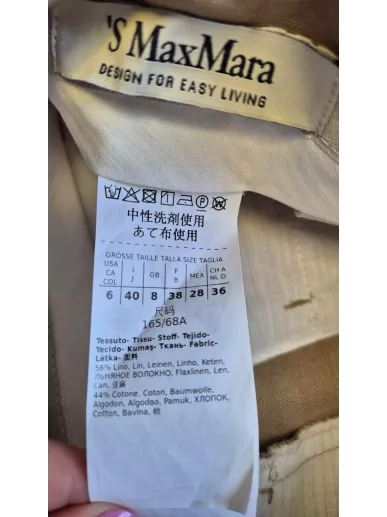 'S MaxMara
DESIGN FOR EASY LIVING
中性洗剤使用
あて布使用
GRÖSSE TAILLE TALLA SIZE TAGLIA
USA CA COL I J GB F B MEX CH A NL D
6 40 8 38 28 36
尺码
165/68A
Tessuto- Tissu- Stoff- Tejido-
Tecido- Kumaş- Ткань- Fabric-
Látka- 面料
56% Lino, Lin, Leinen, Linho, Keten,
ЛЬНЯНОЕ ВОЛОКНО, Flaxlinen, Len,
Lan, 亚麻
44% Cotone, Coton, Baumwolle,
Algodon, Algodao, Pamuk, ХЛОПОК,
Cotton, Bavlna, 棉